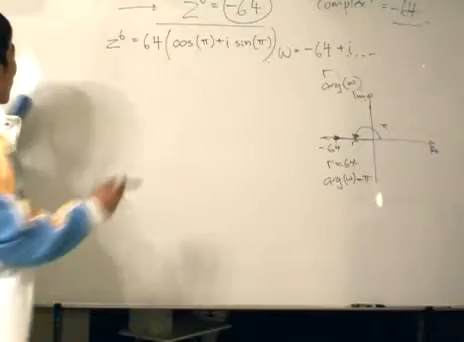 → z⁶ = -64
complex = -64
z⁶ = 64 (cos(π) + i sin(π))
ω = -64 + i ...
r
arg(ω)
Im
π
-64
r
Re
r = 64
arg(ω) = π